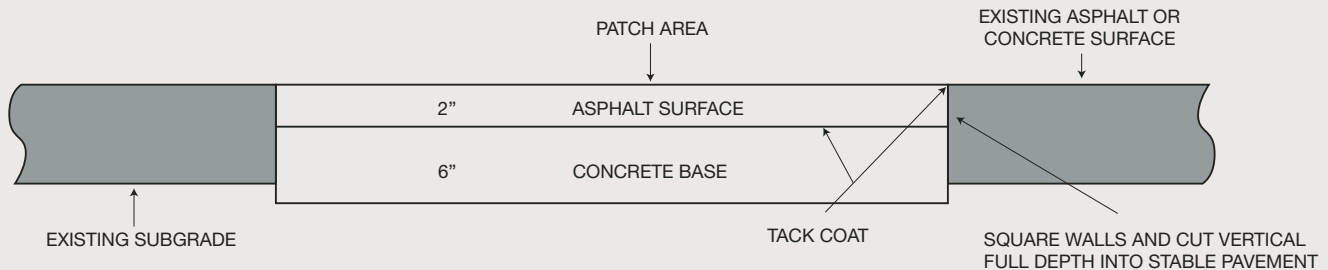 PATCH AREA
EXISTING ASPHALT OR
CONCRETE SURFACE
2” ASPHALT SURFACE
6” CONCRETE BASE
EXISTING SUBGRADE
TACK COAT
SQUARE WALLS AND CUT VERTICAL
FULL DEPTH INTO STABLE PAVEMENT